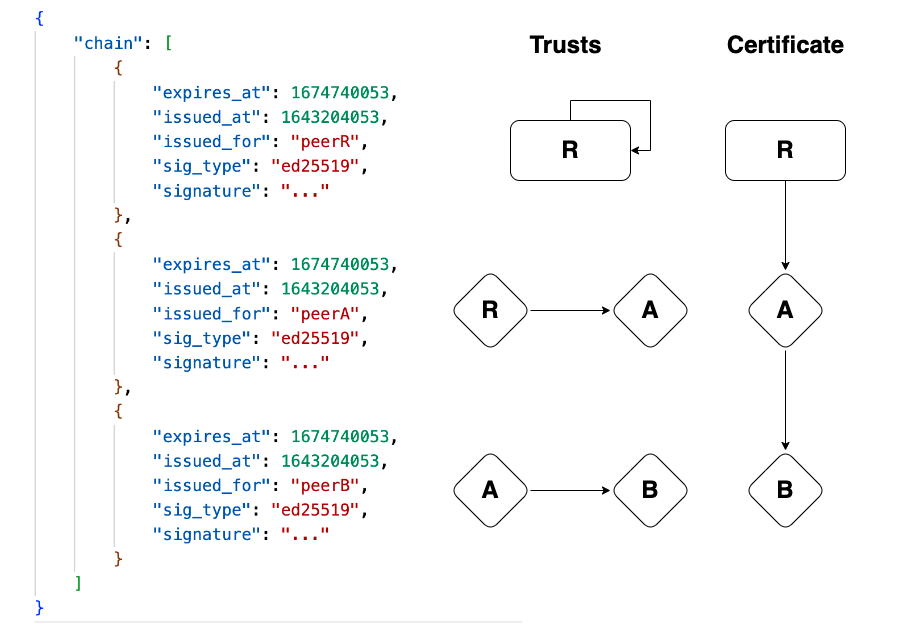 {
"chain": [
{
"expires_at": 1674740053,
"issued_at": 1643204053,
"issued_for": "peerR",
"sig_type": "ed25519",
"signature": "..."
},
{
"expires_at": 1674740053,
"issued_at": 1643204053,
"issued_for": "peerA",
"sig_type": "ed25519",
"signature": "..."
},
{
"expires_at": 1674740053,
"issued_at": 1643204053,
"issued_for": "peerB",
"sig_type": "ed25519",
"signature": "..."
}
]
}
Trusts
R
R A
A B
Certificate
R
A
B